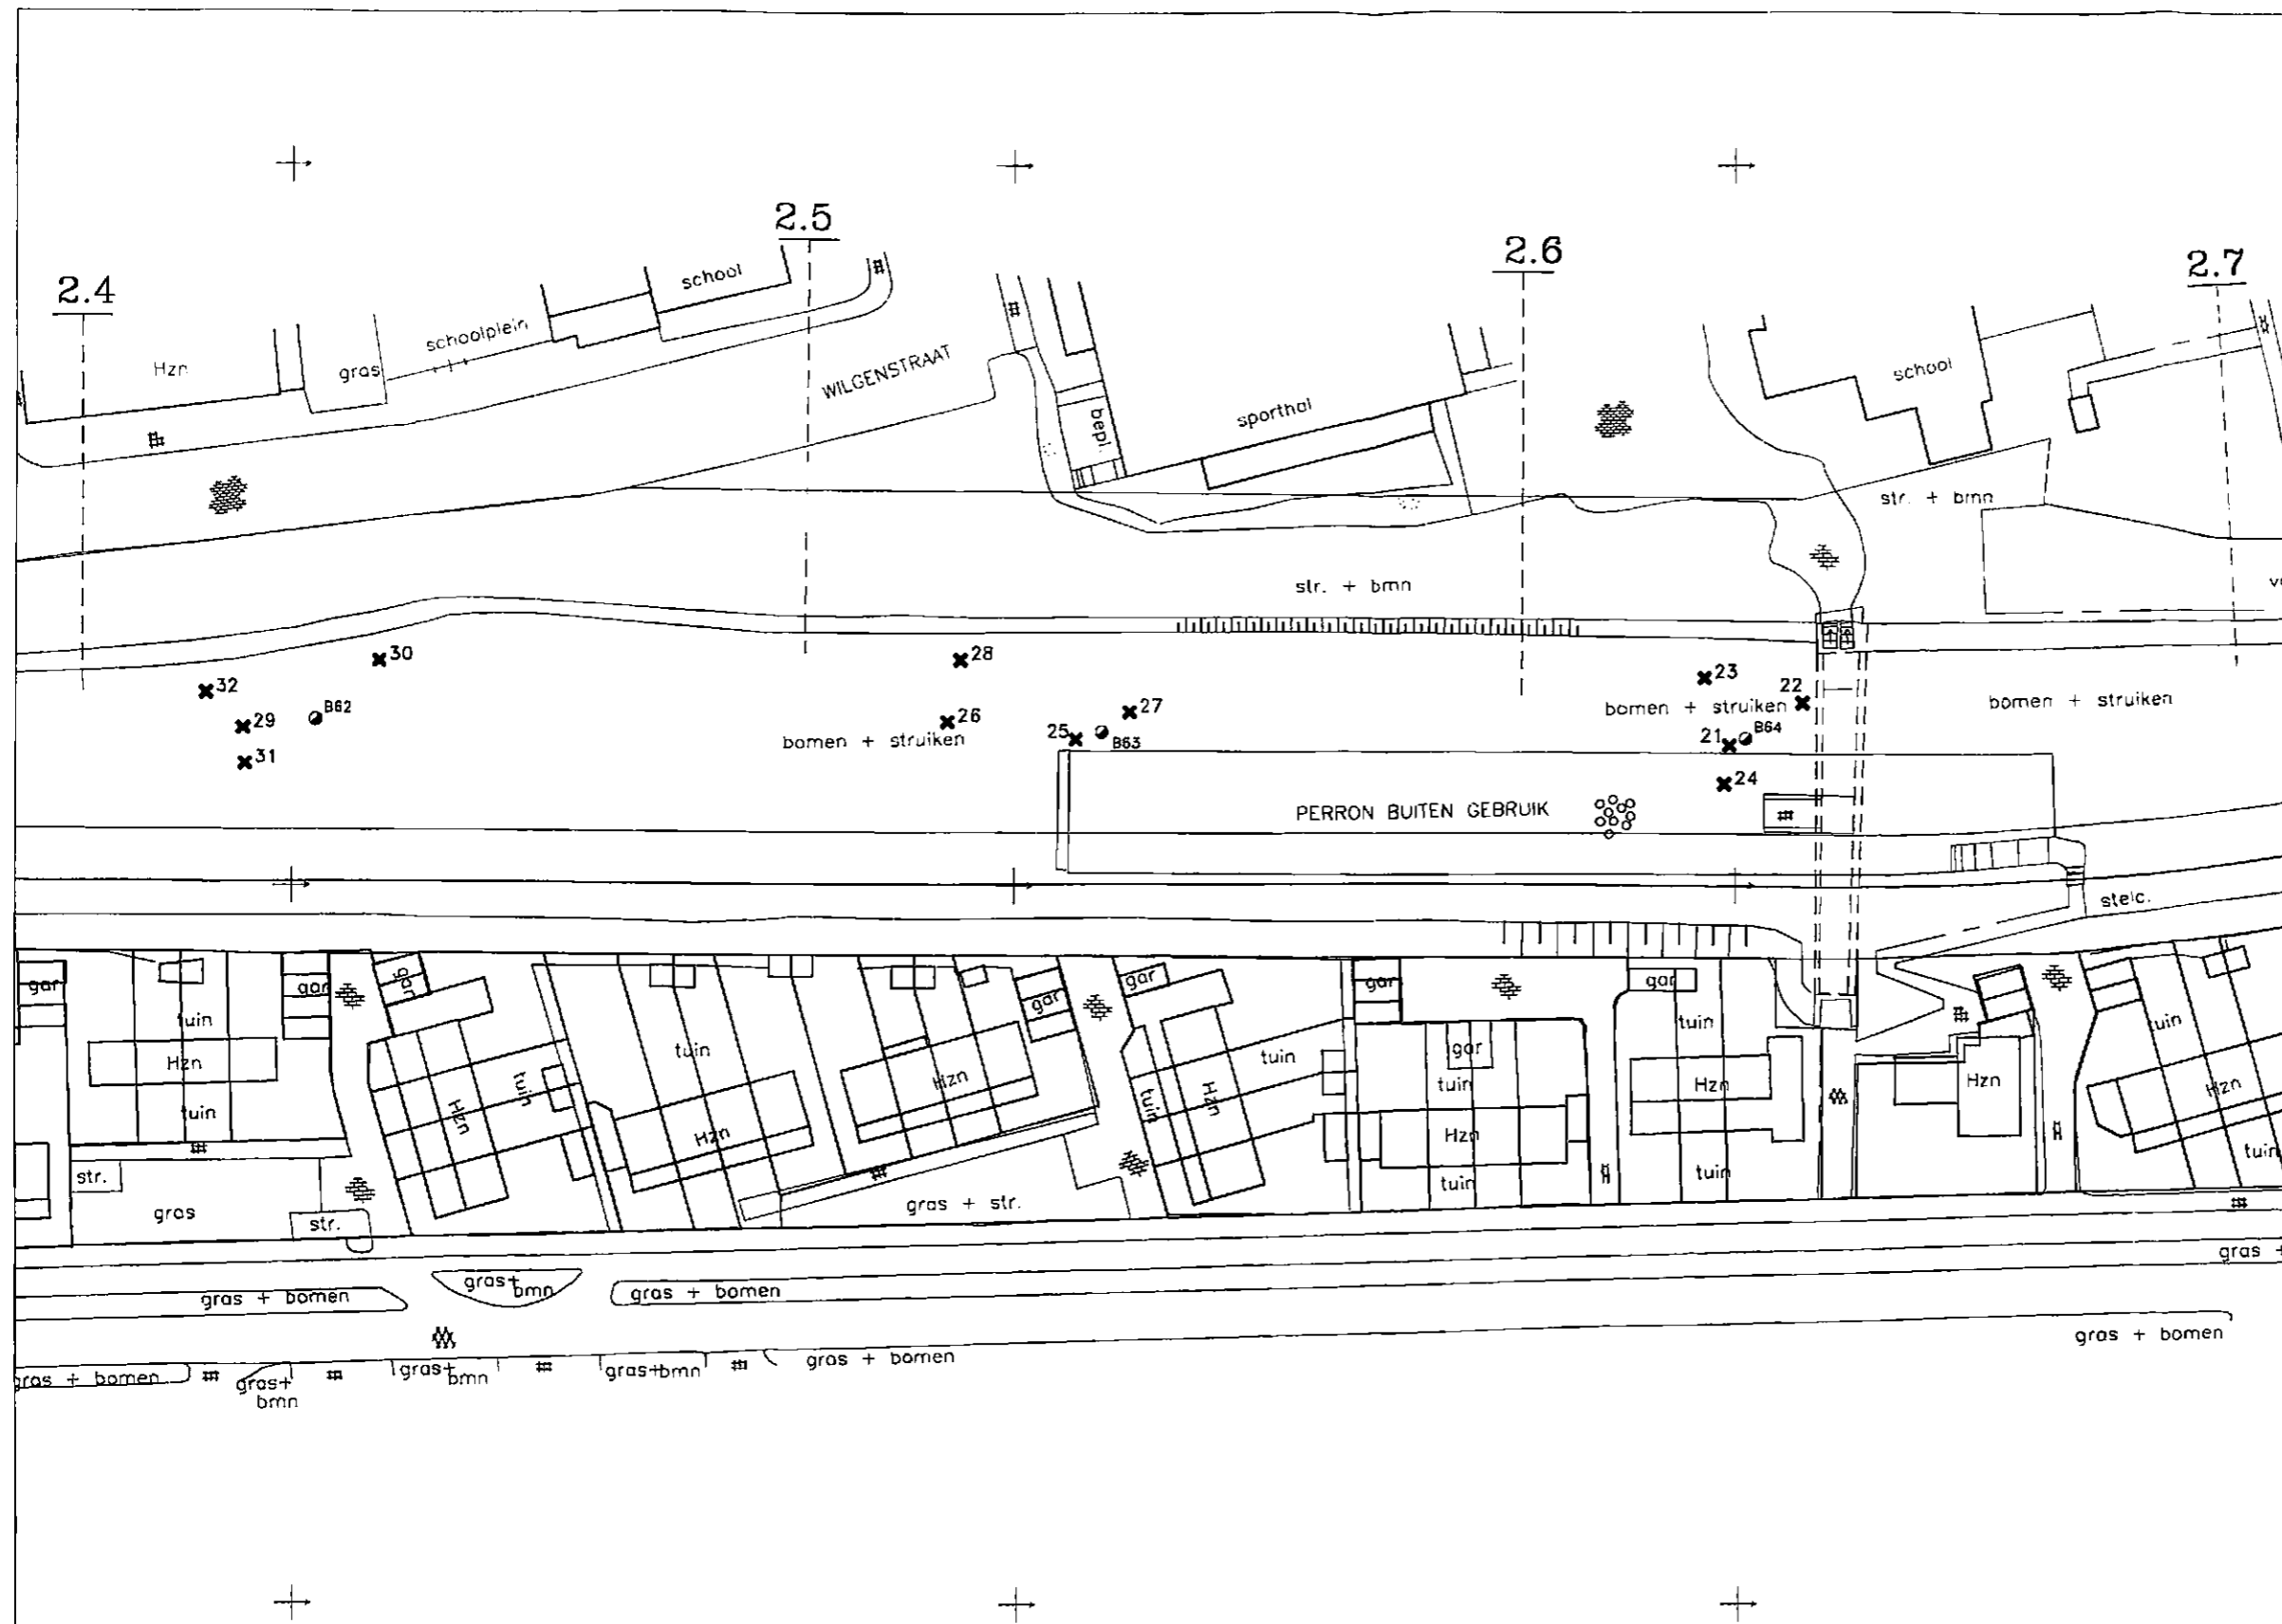 2.5
2.6
2.7
2.4
school
schoolplein
Hzn
gras
WILGENSTRAAT
school
sporthal
bepl.
str. + bmn
str. + bmn
30
28
23
32
22
bomen + struiken
bomen + struiken
B62
29
26
27
25
B63
bomen + struiken
21
B64
31
24
PERRON BUITEN GEBRUIK
stelc.
gar
gar
gar
gar
gar
gar
gar
tuin
tuin
tuin
Hzn
tuin
tuin
tuin
gar
Hzn
tuin
Hzn
tuin
Hzn
Hzn
tuin
Hzn
tuin
Hzn
Hzn
Hzn
tuin
tuin
tuin
str.
gras
str.
gras + str.
gras +
gras + bomen
gras+
bmn
gras + bomen
gras + bomen
gras + bomen
gras+
bmn
gras+
bmn
gras+bmn
gras + bomen